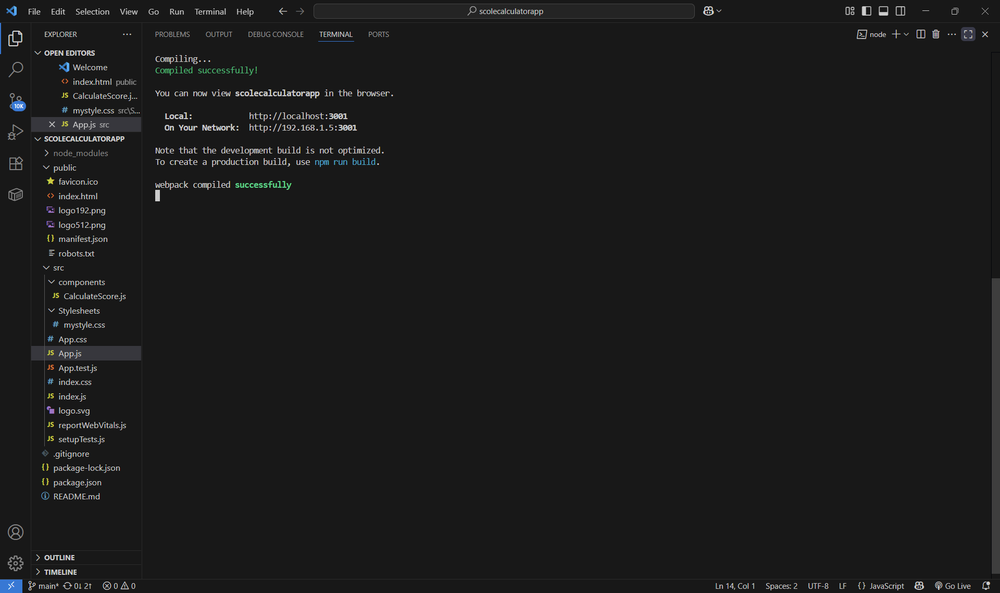 File Edit Selection View Go Run Terminal Help
scolecalculatorapp
EXPLORER
PROBLEMS OUTPUT DEBUG CONSOLE TERMINAL PORTS
node
OPEN EDITORS
Welcome
index.html public
CalculateScore.j...
mystyle.css src\S...
App.js src
SCOLECALCULATORAPP
node_modules
public
favicon.ico
index.html
logo192.png
logo512.png
manifest.json
robots.txt
src
components
JS CalculateScore.js
Stylesheets
# mystyle.css
# App.css
JS App.js
JS App.test.js
# index.css
JS index.js
logo.svg
JS reportWebVitals.js
JS setupTests.js
.gitignore
{} package-lock.json
{} package.json
README.md
OUTLINE
TIMELINE
10K
Compiling...
Compiled successfully!
You can now view scolecalculatorapp in the browser.
Local: http://localhost:3001
On Your Network: http://192.168.1.5:3001
Note that the development build is not optimized.
To create a production build, use npm run build.
webpack compiled successfully
main* 0↓ 2↑ 0 0
Ln 14, Col 1 Spaces: 2 UTF-8 LF {} JavaScript Go Live